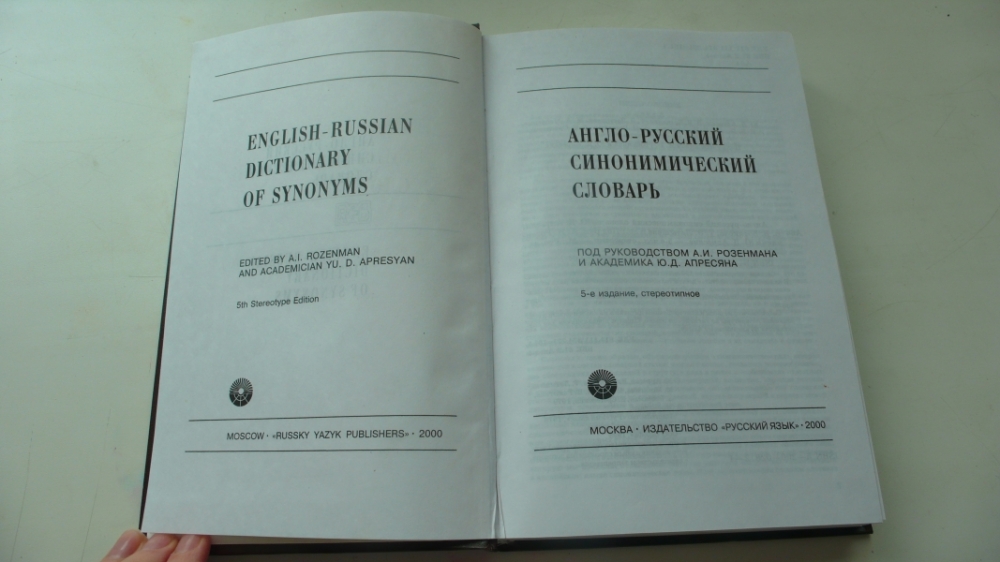 ENGLISH-RUSSIAN
DICTIONARY
OF SYNONYMS
EDITED BY A.I. ROZENMAN
AND ACADEMICIAN YU. D. APRESYAN
5th Stereotype Edition
MOSCOW · «RUSSKY YAZYK PUBLISHERS» · 2000
АНГЛО-РУССКИЙ
СИНОНИМИЧЕСКИЙ
СЛОВАРЬ
ПОД РУКОВОДСТВОМ А.И. РОЗЕНМАНА
И АКАДЕМИКА Ю.Д. АПРЕСЯНА
5-е издание, стереотипное
МОСКВА · ИЗДАТЕЛЬСТВО «РУССКИЙ ЯЗЫК» · 2000